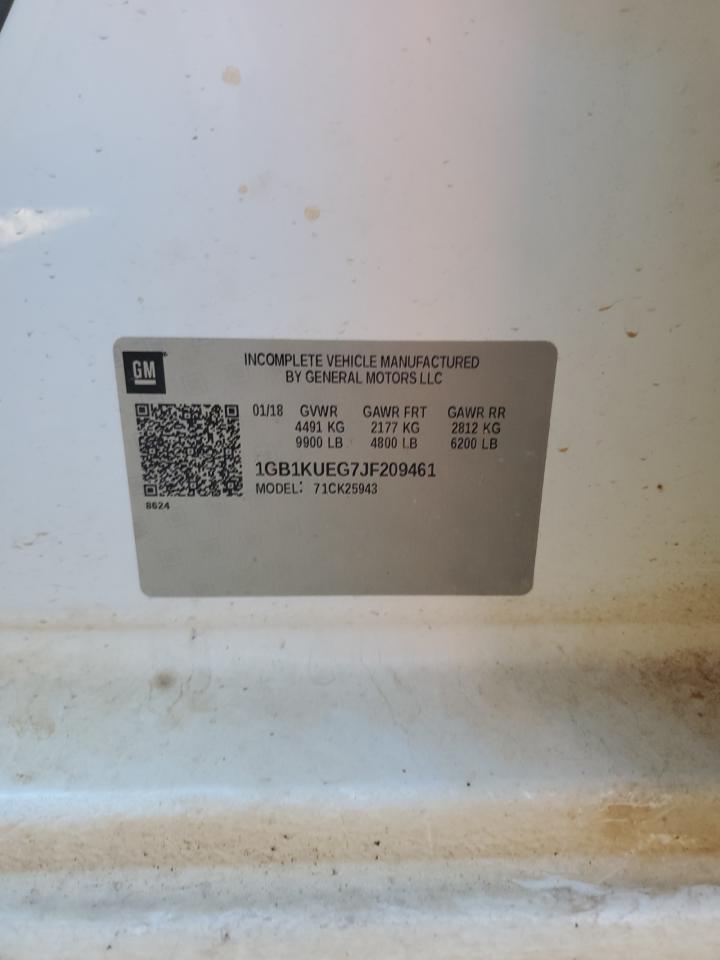 GM
INCOMPLETE VEHICLE MANUFACTURED
BY GENERAL MOTORS LLC
01/18 GVWR GAWR FRT GAWR RR
4491 KG 2177 KG 2812 KG
9900 LB 4800 LB 6200 LB
1GB1KUEG7JF209461
MODEL: 71CK25943
8624